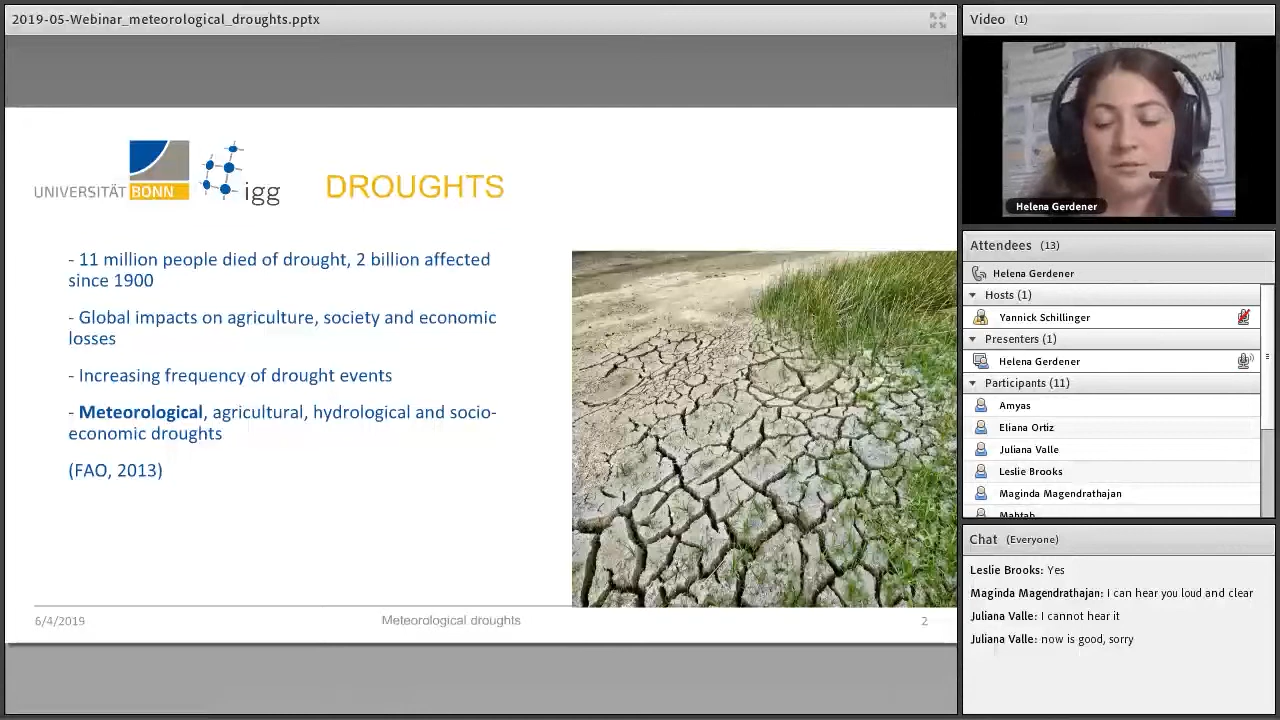 2019-05-Webinar_meteorological_droughts.pptx
UNIVERSITÄT BONN
igg
DROUGHTS
- 11 million people died of drought, 2 billion affected
since 1900
- Global impacts on agriculture, society and economic
losses
- Increasing frequency of drought events
- Meteorological, agricultural, hydrological and socio-
economic droughts
(FAO, 2013)
6/4/2019
Meteorological droughts
2
Video (1)
Helena Gerdener
Attendees (13)
Helena Gerdener
Hosts (1)
Yannick Schillinger
Presenters (1)
Helena Gerdener
Participants (11)
Amyas
Eliana Ortiz
Juliana Valle
Leslie Brooks
Maginda Magendrathajan
Mahtab
Chat (Everyone)
Leslie Brooks: Yes
Maginda Magendrathajan: I can hear you loud and clear
Juliana Valle: I cannot hear it
Juliana Valle: now is good, sorry